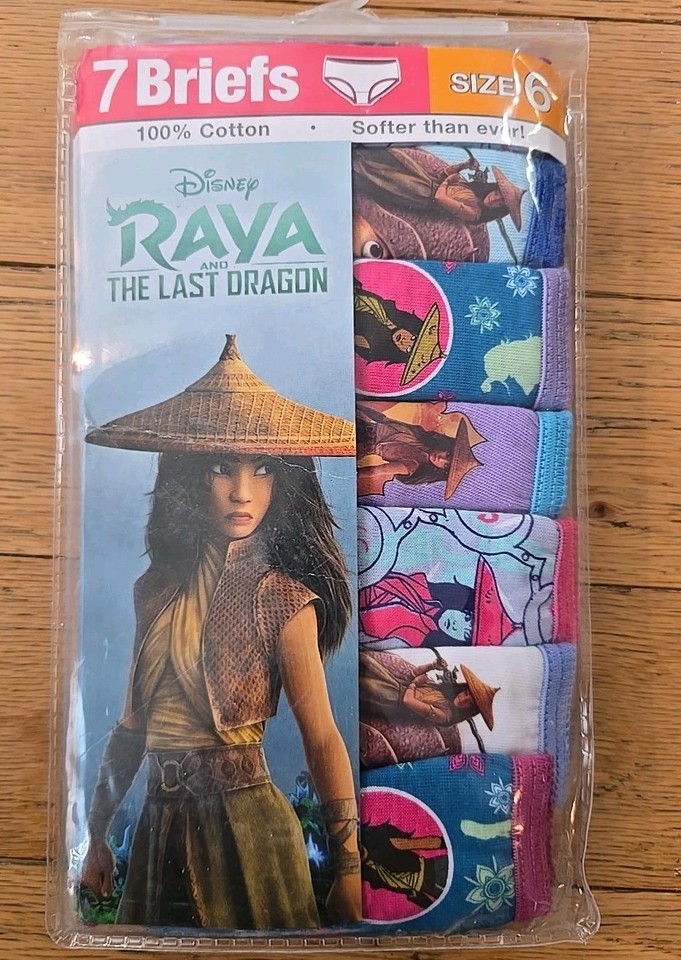 7 Briefs
SIZE 6
100% Cotton • Softer than ever!
Disney
RAYA
AND
THE LAST DRAGON